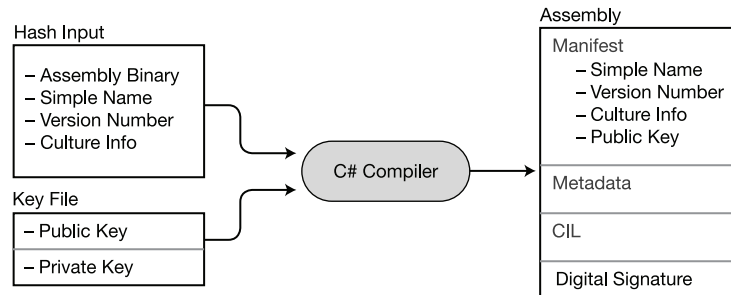 Hash Input
– Assembly Binary
– Simple Name
– Version Number
– Culture Info
Key File
– Public Key
– Private Key
C# Compiler
Assembly
Manifest
– Simple Name
– Version Number
– Culture Info
– Public Key
Metadata
CIL
Digital Signature